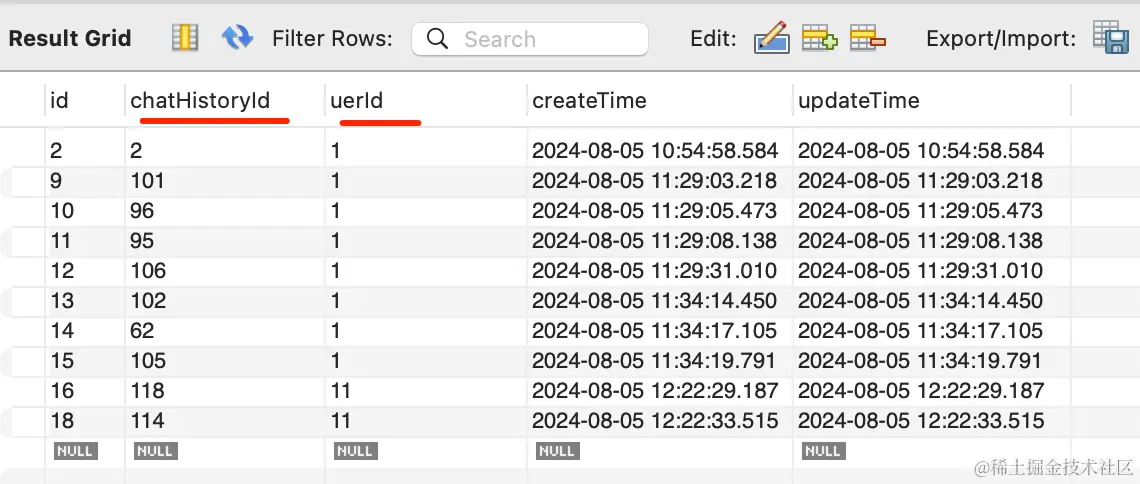 Result Grid Filter Rows: Search Edit: Export/Import:
id chatHistoryId uerId createTime updateTime
2 2 1 2024-08-05 10:54:58.584 2024-08-05 10:54:58.584
9 101 1 2024-08-05 11:29:03.218 2024-08-05 11:29:03.218
10 96 1 2024-08-05 11:29:05.473 2024-08-05 11:29:05.473
11 95 1 2024-08-05 11:29:08.138 2024-08-05 11:29:08.138
12 106 1 2024-08-05 11:29:31.010 2024-08-05 11:29:31.010
13 102 1 2024-08-05 11:34:14.450 2024-08-05 11:34:14.450
14 62 1 2024-08-05 11:34:17.105 2024-08-05 11:34:17.105
15 105 1 2024-08-05 11:34:19.791 2024-08-05 11:34:19.791
16 118 11 2024-08-05 12:22:29.187 2024-08-05 12:22:29.187
18 114 11 2024-08-05 12:22:33.515 2024-08-05 12:22:33.515
NULL NULL NULL NULL NULL
@稀土掘金技术社区